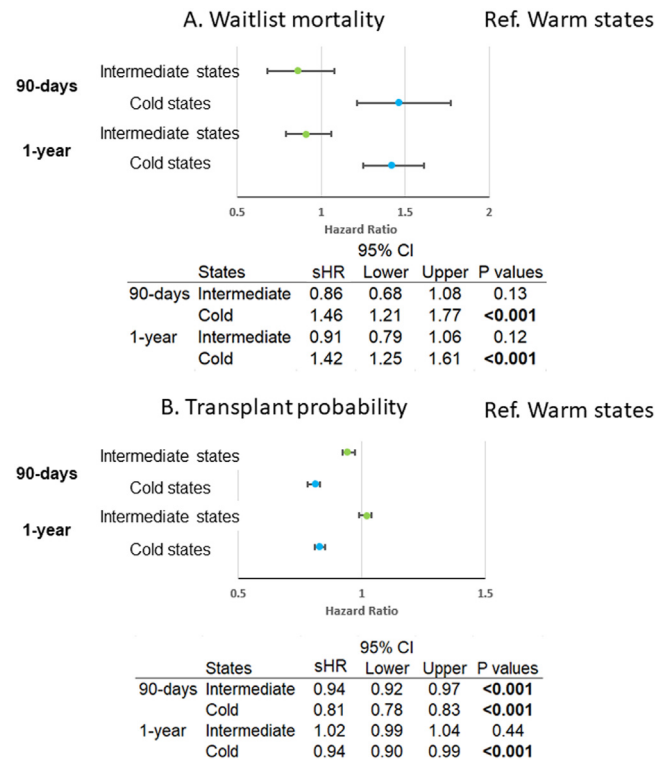 A. Waitlist mortality Ref. Warm states
90-days
Intermediate states
Cold states
1-year
Intermediate states
Cold states
0.5 1 1.5 2
Hazard Ratio
95% CI
States sHR Lower Upper P values
90-days Intermediate 0.86 0.68 1.08 0.13
Cold 1.46 1.21 1.77 <0.001
1-year Intermediate 0.91 0.79 1.06 0.12
Cold 1.42 1.25 1.61 <0.001
B. Transplant probability Ref. Warm states
90-days
Intermediate states
Cold states
1-year
Intermediate states
Cold states
0.5 1 1.5
Hazard Ratio
95% CI
States sHR Lower Upper P values
90-days Intermediate 0.94 0.92 0.97 <0.001
Cold 0.81 0.78 0.83 <0.001
1-year Intermediate 1.02 0.99 1.04 0.44
Cold 0.94 0.90 0.99 <0.001